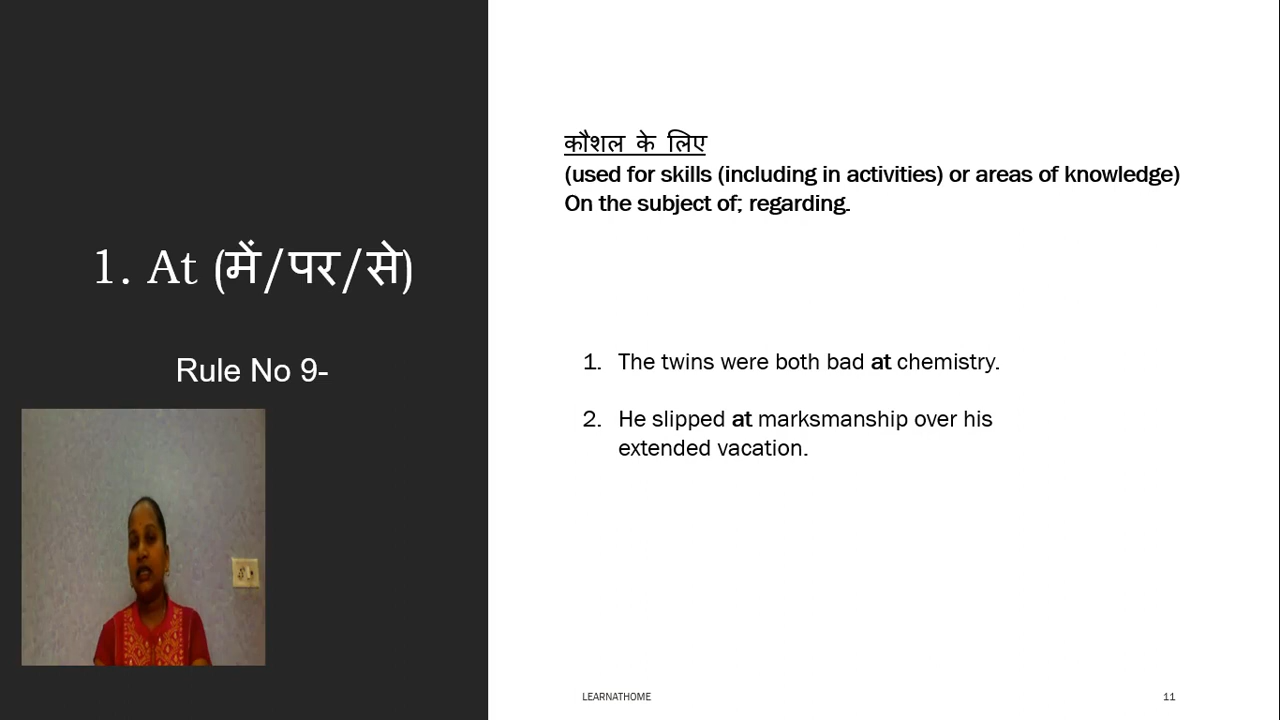 1. At (में/पर/से)
Rule No 9-
कौशल के लिए
(used for skills (including in activities) or areas of knowledge)
On the subject of; regarding.
1. The twins were both bad at chemistry.
2. He slipped at marksmanship over his
extended vacation.
LEARNATHOME
11